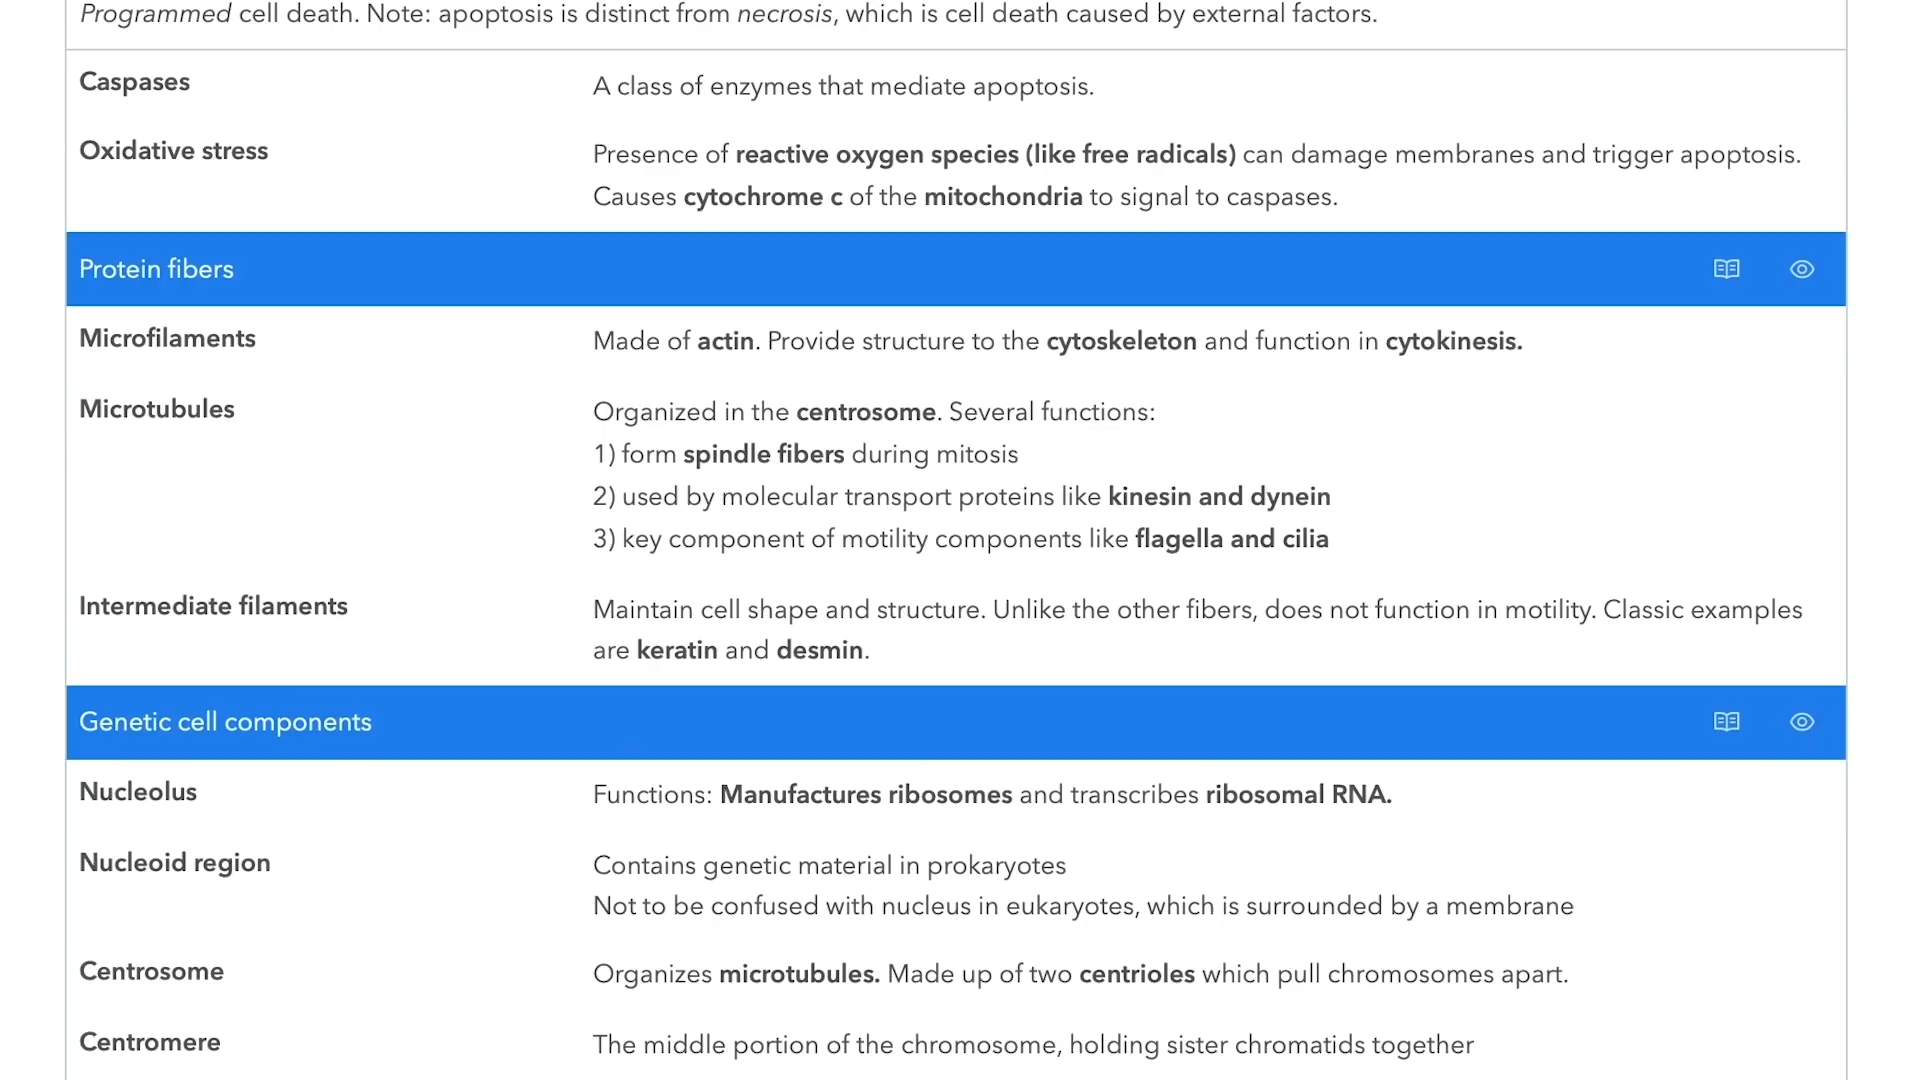 Programmed cell death. Note: apoptosis is distinct from necrosis, which is cell death caused by external factors.
Caspases
A class of enzymes that mediate apoptosis.
Oxidative stress
Presence of reactive oxygen species (like free radicals) can damage membranes and trigger apoptosis.
Causes cytochrome c of the mitochondria to signal to caspases.
Protein fibers
Microfilaments
Made of actin. Provide structure to the cytoskeleton and function in cytokinesis.
Microtubules
Organized in the centrosome. Several functions:
1) form spindle fibers during mitosis
2) used by molecular transport proteins like kinesin and dynein
3) key component of motility components like flagella and cilia
Intermediate filaments
Maintain cell shape and structure. Unlike the other fibers, does not function in motility. Classic examples
are keratin and desmin.
Genetic cell components
Nucleolus
Functions: Manufactures ribosomes and transcribes ribosomal RNA.
Nucleoid region
Contains genetic material in prokaryotes
Not to be confused with nucleus in eukaryotes, which is surrounded by a membrane
Centrosome
Organizes microtubules. Made up of two centrioles which pull chromosomes apart.
Centromere
The middle portion of the chromosome, holding sister chromatids together